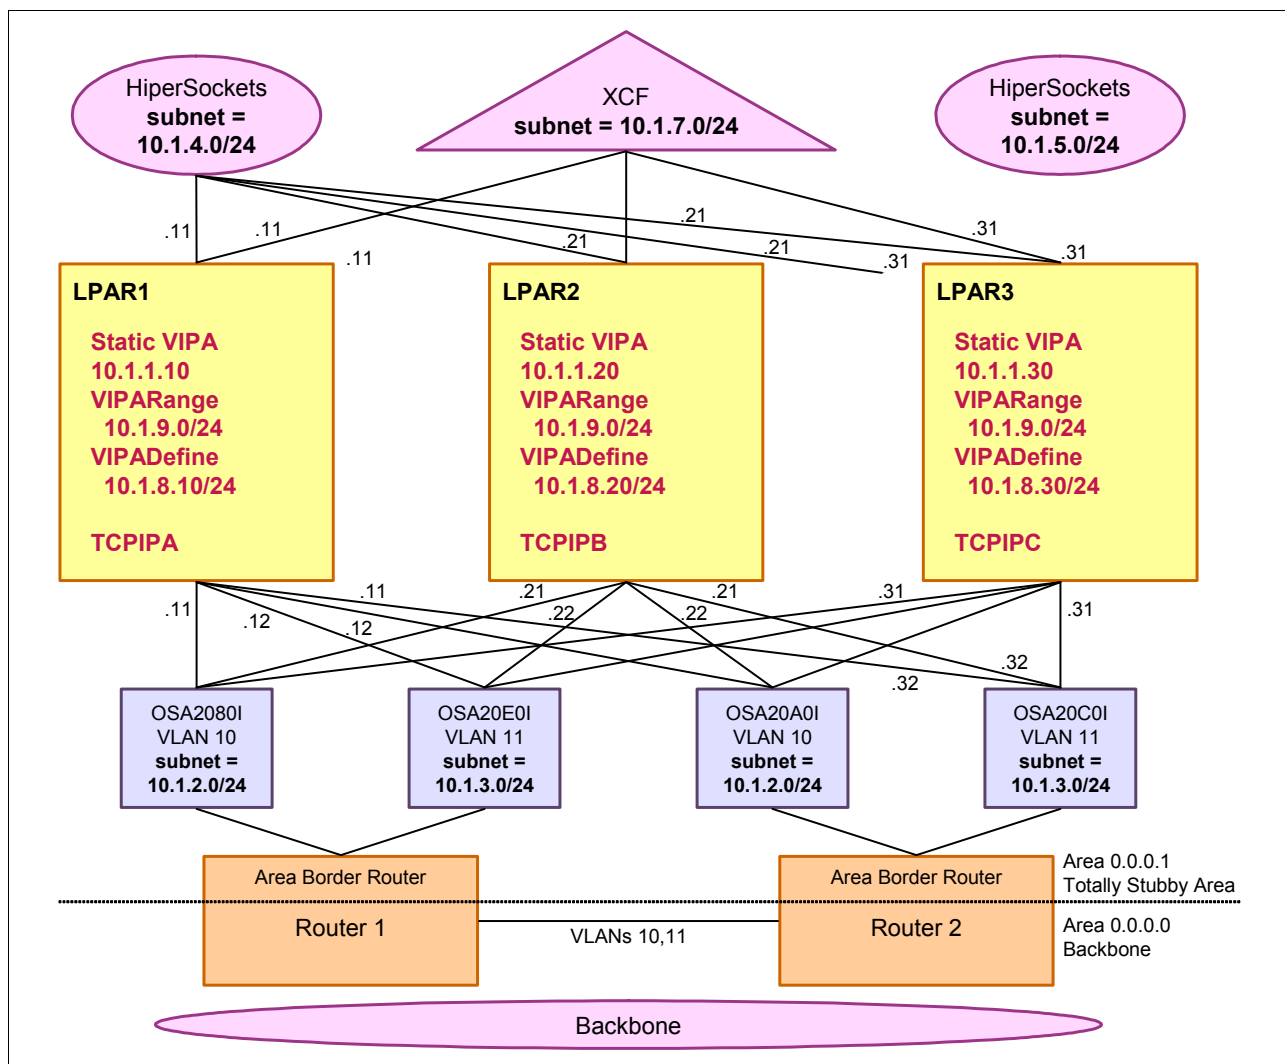 HiperSockets
subnet =
10.1.4.0/24
XCF
subnet = 10.1.7.0/24
HiperSockets
subnet =
10.1.5.0/24
.11
.11
.11
.21
.21
.21
.31
.31
.31
LPAR1
Static VIPA
10.1.1.10
VIPARange
10.1.9.0/24
VIPADefine
10.1.8.10/24
TCPIPA
LPAR2
Static VIPA
10.1.1.20
VIPARange
10.1.9.0/24
VIPADefine
10.1.8.20/24
TCPIPB
LPAR3
Static VIPA
10.1.1.30
VIPARange
10.1.9.0/24
VIPADefine
10.1.8.30/24
TCPIPC
.11
.12
.12
.11
.21
.22
.22
.21
.31
.31
.32
.32
OSA2080I
VLAN 10
subnet =
10.1.2.0/24
OSA20E0I
VLAN 11
subnet =
10.1.3.0/24
OSA20A0I
VLAN 10
subnet =
10.1.2.0/24
OSA20C0I
VLAN 11
subnet =
10.1.3.0/24
Area Border Router
Router 1
VLANs 10,11
Area Border Router
Router 2
Area 0.0.0.1
Totally Stubby Area
Area 0.0.0.0
Backbone
Backbone